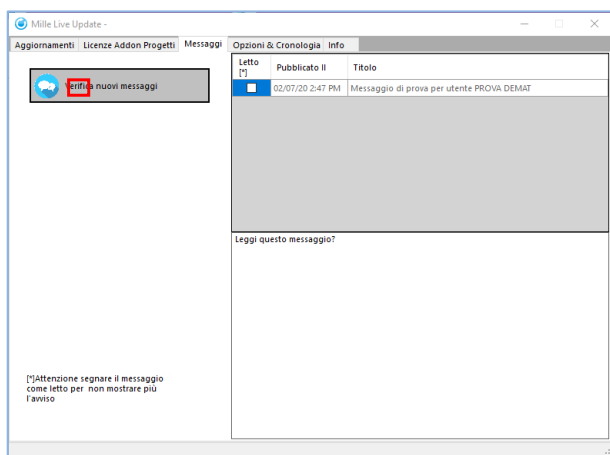 Mille Live Update -
Aggiornamenti Licenze Addon Progetti Messaggi Opzioni & Cronologia Info
Verifica nuovi messaggi
Letto
[*]
Pubblicato Il
Titolo
02/07/20 2:47 PM
Messaggio di prova per utente PROVA DEMAT
Leggi questo messaggio?
[*]Attenzione segnare il messaggio
come letto per non mostrare più
l'avviso